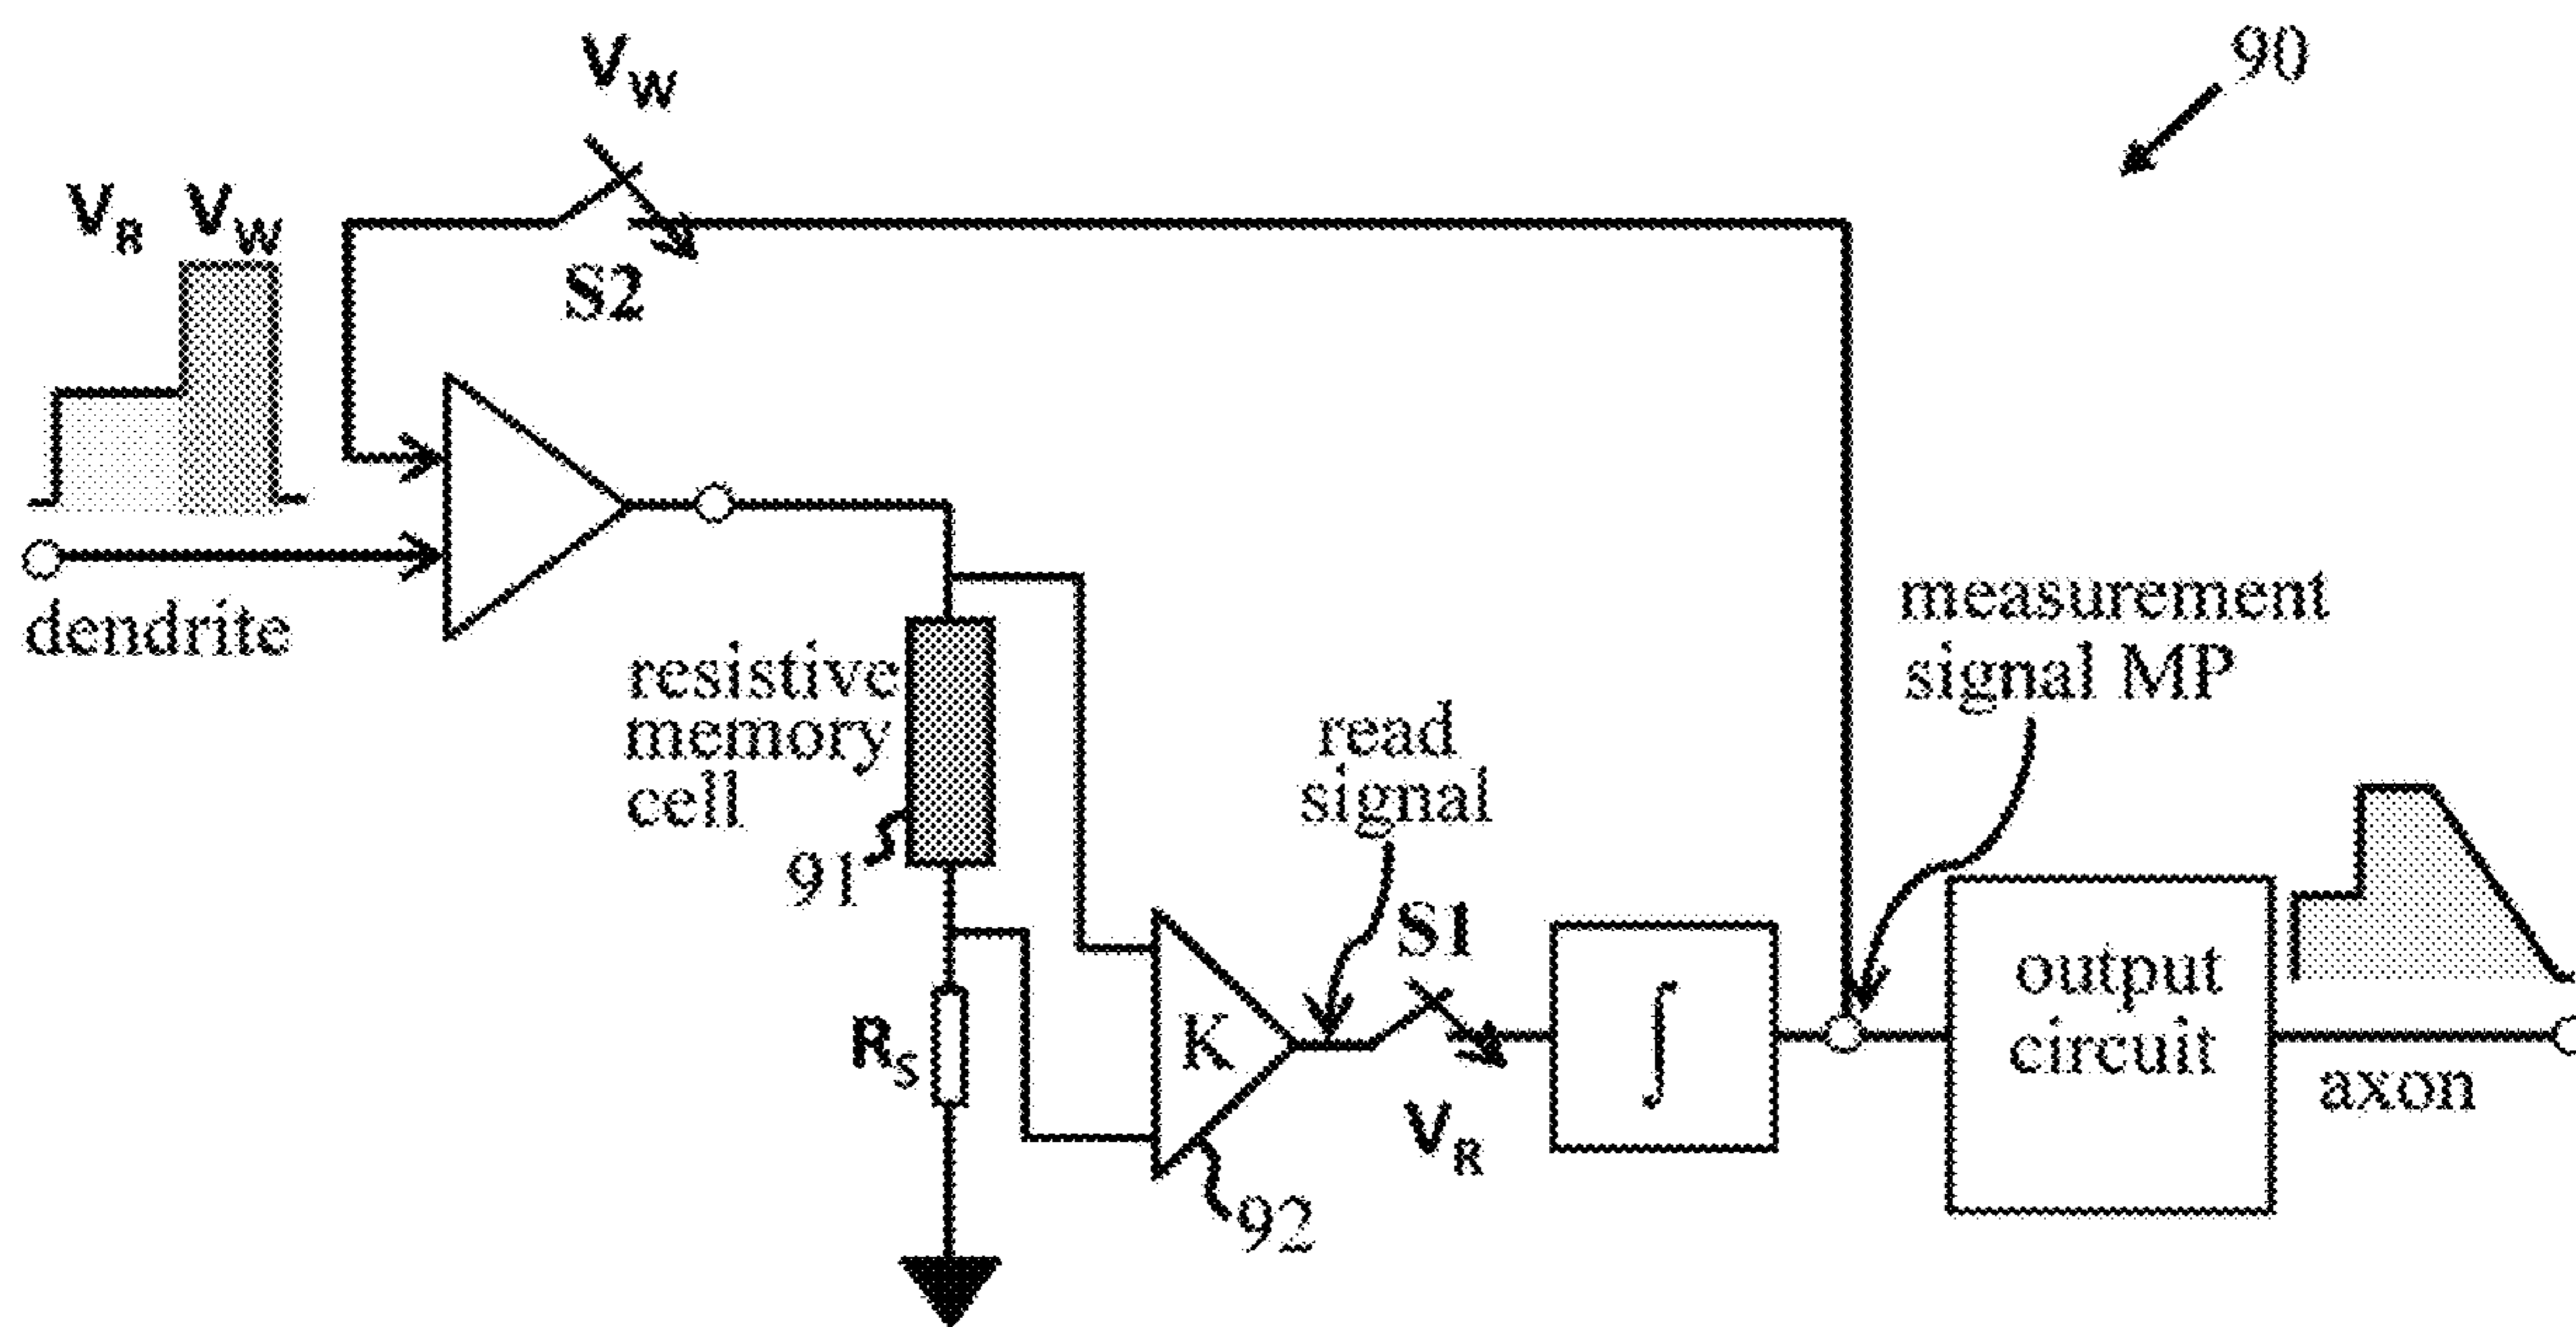 V_W
90
V_R V_W
S2
dendrite
measurement
signal MP
resistive
memory
cell
91
read
signal
S1
R_S
K
V_R
∫
output
circuit
axon
92